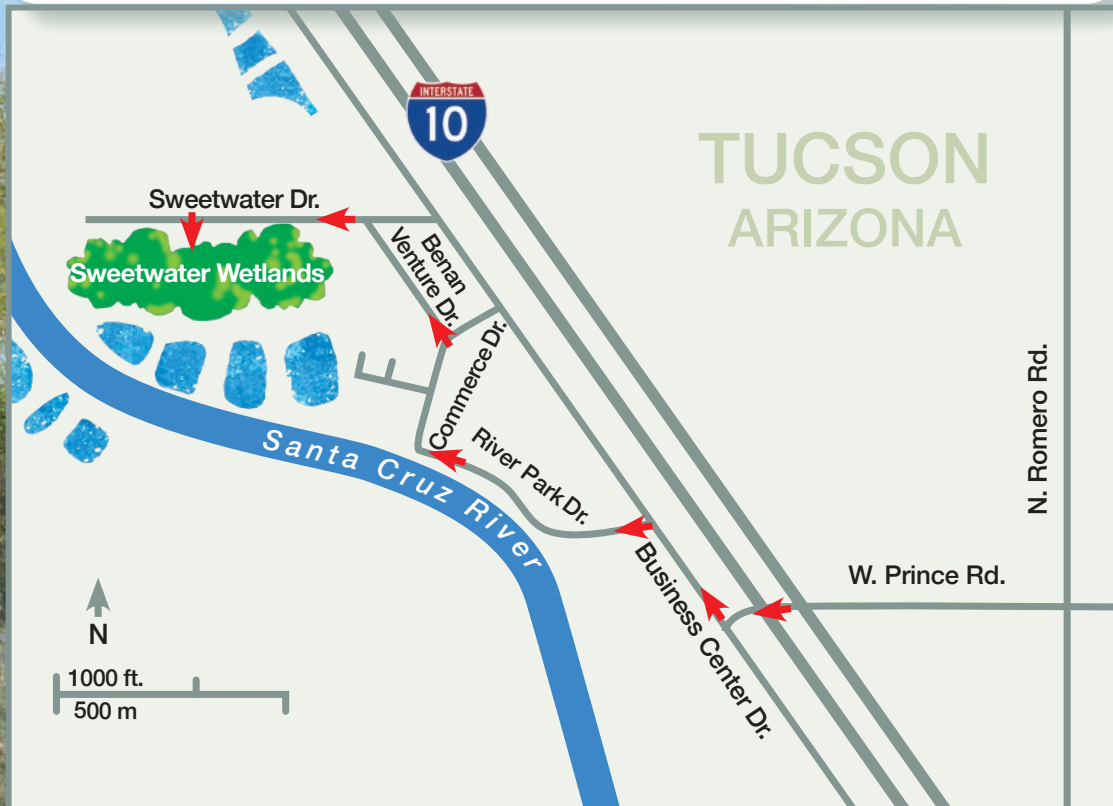 INTERSTATE
10
TUCSON
ARIZONA
Sweetwater Dr.
Sweetwater Wetlands
Benan
Venture Dr.
Commerce Dr.
River Park Dr.
N. Romero Rd.
Santa Cruz River
Business Center Dr.
W. Prince Rd.
N
1000 ft.
500 m